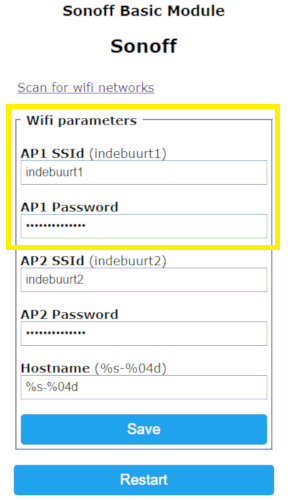 Sonoff Basic Module
Sonoff
Scan for wifi networks
Wifi parameters
AP1 SSId (indebuurt1)
indebuurt1
AP1 Password
••••••••••••••
AP2 SSId (indebuurt2)
indebuurt2
AP2 Password
••••••••••••••
Hostname (%s-%04d)
%s-%04d
Save
Restart